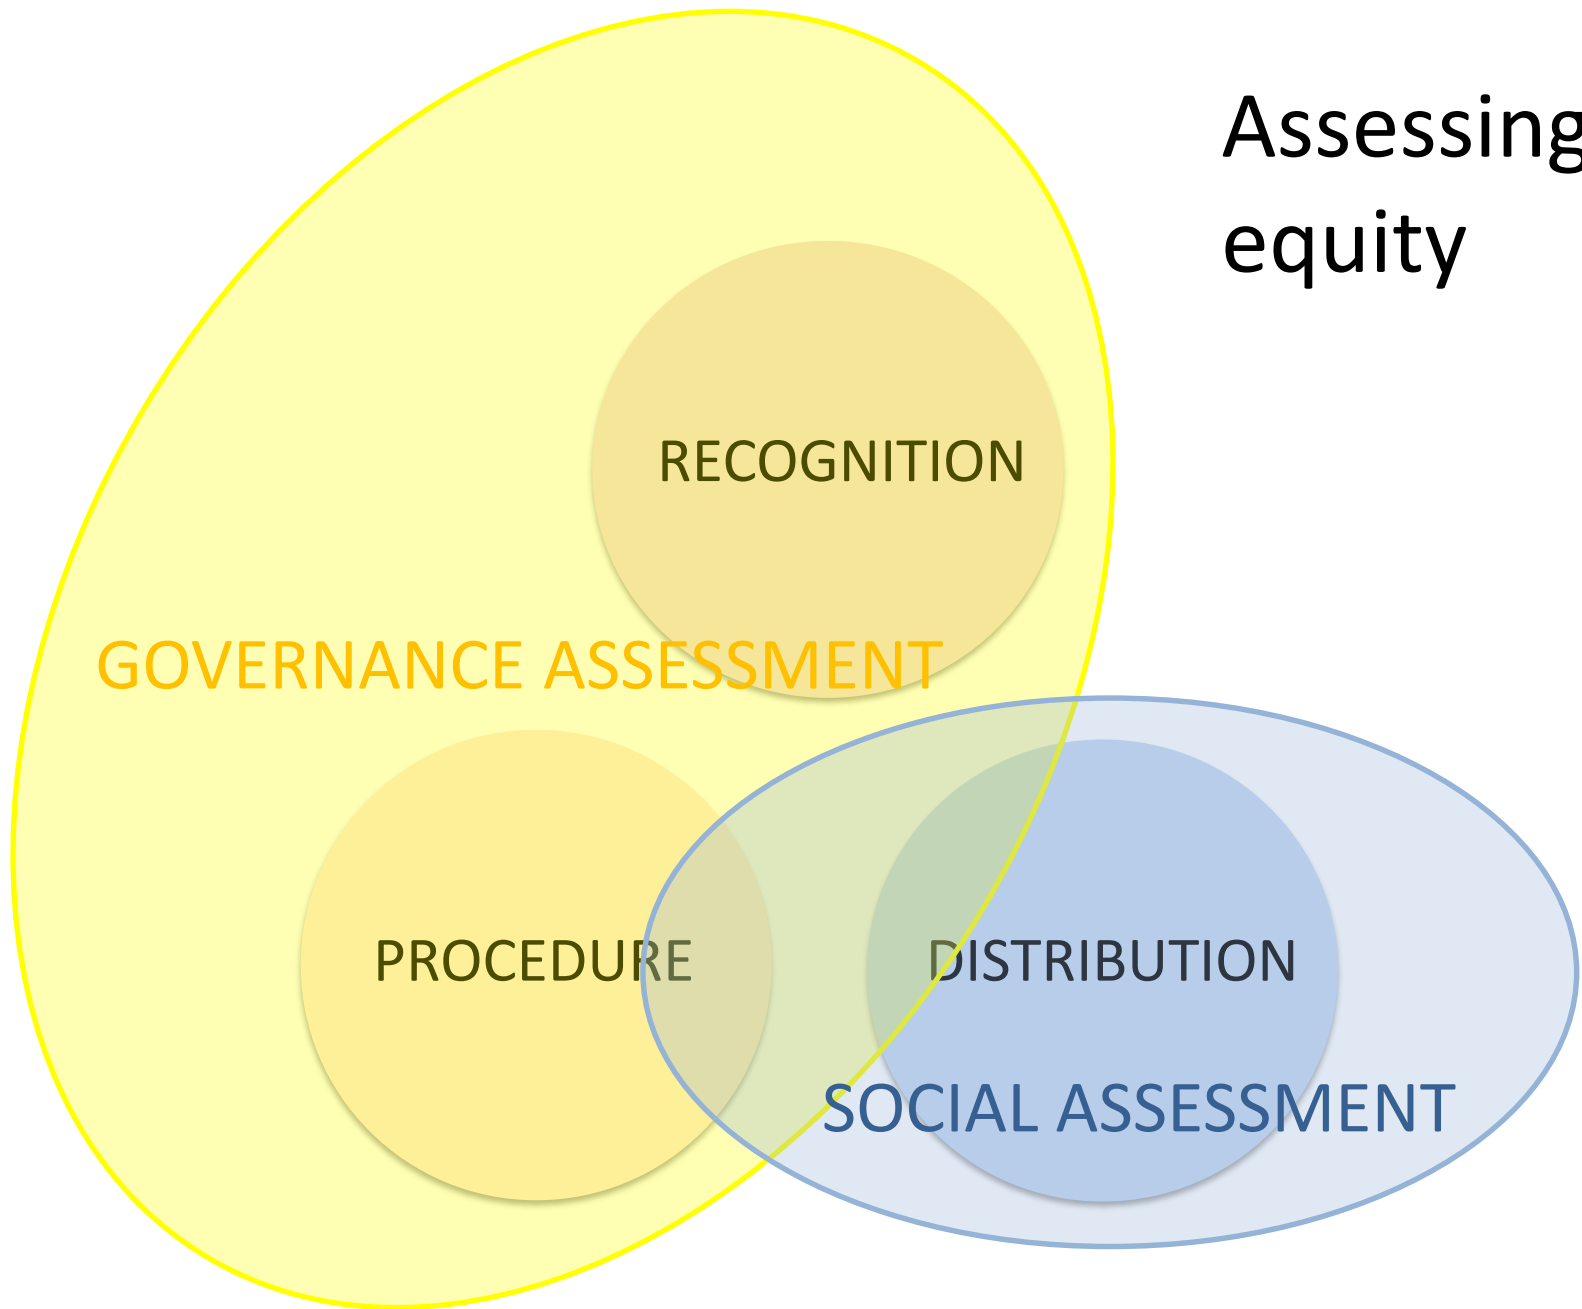 Assessing
equity
RECOGNITION
GOVERNANCE ASSESSMENT
PROCEDURE
DISTRIBUTION
SOCIAL ASSESSMENT